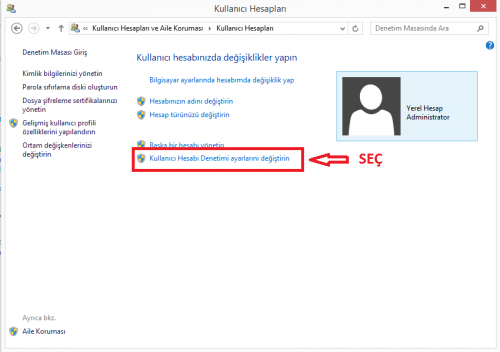 Kullanıcı Hesapları
Kullanıcı Hesapları ve Aile Koruması
Kullanıcı Hesapları
Denetim Masasında Ara
Denetim Masası Giriş
Kimlik bilgilerinizi yönetin
Parola sıfırlama diski oluşturun
Dosya şifreleme sertifikalarınızı
yönetin
Gelişmiş kullanıcı profili
özelliklerini yapılandırın
Ortam değişkenlerinizi
değiştirin
Kullanıcı hesabınızda değişiklikler yapın
Bilgisayar ayarlarında hesabımda değişiklik yap
Hesabınızın adını değiştirin
Hesap türünüzü değiştirin
Başka bir hesabı yönetin
Kullanıcı Hesabı Denetimi ayarlarını değiştirin
SEÇ
Yerel Hesap
Administrator
Ayrıca bkz.
Aile Koruması